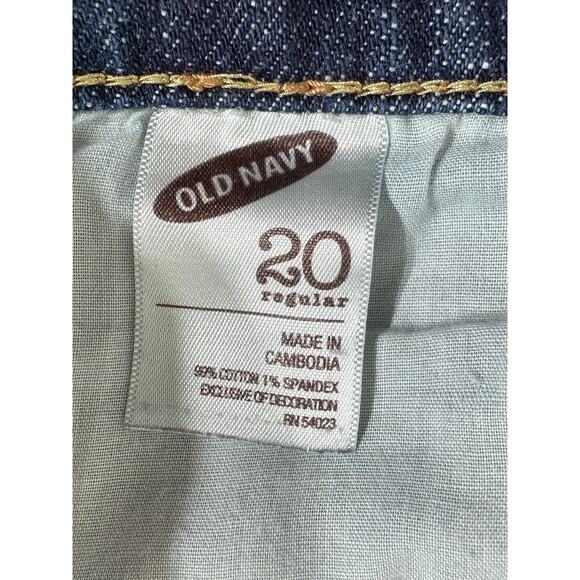 OLD NAVY
20
regular
MADE IN
CAMBODIA
99% COTTON 1% SPANDEX
EXCLUSIVE OF DECORATION
RN 54023